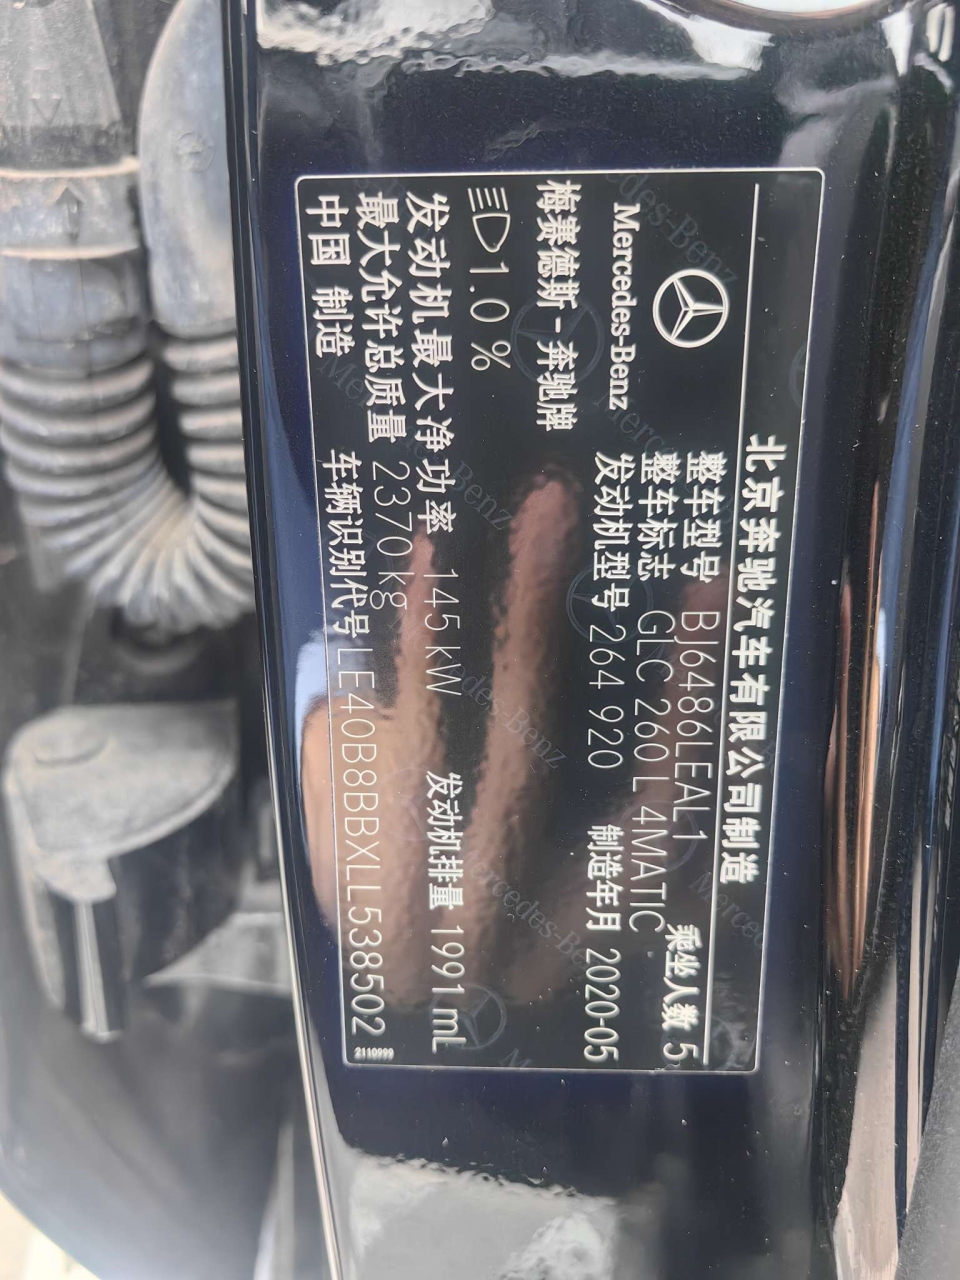 北京奔驰汽车有限公司制造
Mercedes-Benz
整车型号 BJ6486LEAL1 乘坐人数 5
整车标志 GLC 260 L 4MATIC
发动机型号 264 920 制造年月 2020-05
梅赛德斯-奔驰牌
1.0%
发动机最大净功率 145 kW 发动机排量 1991 mL
最大允许总质量 2370 kg
中国 制造 车辆识别代号 LE40B8BBXLL538502
2110999